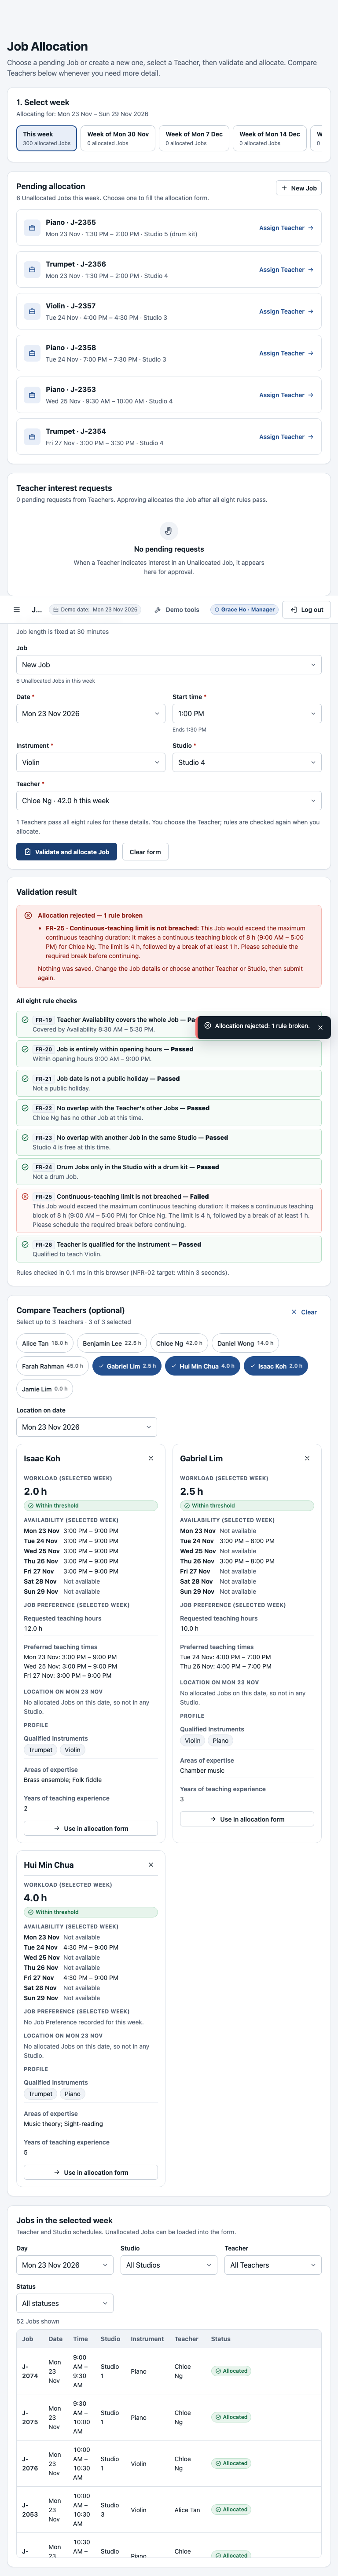 Job Allocation
Choose a pending Job or create a new one, select a Teacher, then validate and allocate. Compare
Teachers below whenever you need more detail.
1. Select week
Allocating for: Mon 23 Nov – Sun 29 Nov 2026
This week
300 allocated Jobs
Week of Mon 30 Nov
0 allocated Jobs
Week of Mon 7 Dec
0 allocated Jobs
Week of Mon 14 Dec
0 allocated Jobs
W
0
Pending allocation
New Job
6 Unallocated Jobs this week. Choose one to fill the allocation form.
Piano · J-2355
Mon 23 Nov · 1:30 PM – 2:00 PM · Studio 5 (drum kit)
Assign Teacher
Trumpet · J-2356
Mon 23 Nov · 1:30 PM – 2:00 PM · Studio 4
Assign Teacher
Violin · J-2357
Tue 24 Nov · 4:00 PM – 4:30 PM · Studio 3
Assign Teacher
Piano · J-2358
Tue 24 Nov · 7:00 PM – 7:30 PM · Studio 3
Assign Teacher
Piano · J-2353
Wed 25 Nov · 9:30 AM – 10:00 AM · Studio 4
Assign Teacher
Trumpet · J-2354
Fri 27 Nov · 3:00 PM – 3:30 PM · Studio 4
Assign Teacher
Teacher interest requests
0 pending requests from Teachers. Approving allocates the Job after all eight rules pass.
No pending requests
When a Teacher indicates interest in an Unallocated Job, it appears
here for approval.
J...
Demo date: Mon 23 Nov 2026
Demo tools
Grace Ho · Manager
Log out
Job length is fixed at 30 minutes
Job
New Job
6 Unallocated Jobs in this week
Date *
Mon 23 Nov 2026
Start time *
1:00 PM
Ends 1:30 PM
Instrument *
Violin
Studio *
Studio 4
Teacher *
Chloe Ng · 42.0 h this week
1 Teachers pass all eight rules for these details. You choose the Teacher; rules are checked again when you
allocate.
Validate and allocate Job
Clear form
Validation result
Allocation rejected — 1 rule broken
• FR-25 · Continuous-teaching limit is not breached: This Job would exceed the maximum
continuous teaching duration: it makes a continuous teaching block of 8 h (9:00 AM – 5:00
PM) for Chloe Ng. The limit is 4 h, followed by a break of at least 1 h. Please schedule the
required break before continuing.
Nothing was saved. Change the Job details or choose another Teacher or Studio, then submit
again.
All eight rule checks
Allocation rejected: 1 rule broken.
FR-19 Teacher Availability covers the whole Job — Pa
Covered by Availability 8:30 AM – 5:30 PM.
FR-20 Job is entirely within opening hours — Passed
Within opening hours 9:00 AM – 9:00 PM.
FR-21 Job date is not a public holiday — Passed
Not a public holiday.
FR-22 No overlap with the Teacher's other Jobs — Passed
Chloe Ng has no other Job at this time.
FR-23 No overlap with another Job in the same Studio — Passed
Studio 4 is free at this time.
FR-24 Drum Jobs only in the Studio with a drum kit — Passed
Not a drum Job.
FR-25 Continuous-teaching limit is not breached — Failed
This Job would exceed the maximum continuous teaching duration: it makes a continuous teaching
block of 8 h (9:00 AM – 5:00 PM) for Chloe Ng. The limit is 4 h, followed by a break of at least 1 h.
Please schedule the required break before continuing.
FR-26 Teacher is qualified for the Instrument — Passed
Qualified to teach Violin.
Rules checked in 0.1 ms in this browser (NFR-02 target: within 3 seconds).
Compare Teachers (optional)
Clear
Select up to 3 Teachers · 3 of 3 selected
Alice Tan 18.0 h
Benjamin Lee 22.5 h
Chloe Ng 42.0 h
Daniel Wong 14.0 h
Farah Rahman 45.0 h
Gabriel Lim 2.5 h
Hui Min Chua 4.0 h
Isaac Koh 2.0 h
Jamie Lim 0.0 h
Location on date
Mon 23 Nov 2026
Isaac Koh
WORKLOAD (SELECTED WEEK)
2.0 h
Within threshold
AVAILABILITY (SELECTED WEEK)
Mon 23 Nov 3:00 PM – 9:00 PM
Tue 24 Nov 3:00 PM – 9:00 PM
Wed 25 Nov 3:00 PM – 9:00 PM
Thu 26 Nov 3:00 PM – 9:00 PM
Fri 27 Nov 3:00 PM – 9:00 PM
Sat 28 Nov Not available
Sun 29 Nov Not available
JOB PREFERENCE (SELECTED WEEK)
Requested teaching hours
12.0 h
Preferred teaching times
Mon 23 Nov: 3:00 PM – 9:00 PM
Wed 25 Nov: 3:00 PM – 9:00 PM
Fri 27 Nov: 3:00 PM – 9:00 PM
LOCATION ON MON 23 NOV
No allocated Jobs on this date, so not in any
Studio.
PROFILE
Qualified Instruments
Trumpet
Violin
Areas of expertise
Brass ensemble; Folk fiddle
Years of teaching experience
2
Use in allocation form
Gabriel Lim
WORKLOAD (SELECTED WEEK)
2.5 h
Within threshold
AVAILABILITY (SELECTED WEEK)
Mon 23 Nov Not available
Tue 24 Nov 3:00 PM – 8:00 PM
Wed 25 Nov Not available
Thu 26 Nov 3:00 PM – 8:00 PM
Fri 27 Nov Not available
Sat 28 Nov Not available
Sun 29 Nov Not available
JOB PREFERENCE (SELECTED WEEK)
Requested teaching hours
10.0 h
Preferred teaching times
Tue 24 Nov: 4:00 PM – 7:00 PM
Thu 26 Nov: 4:00 PM – 7:00 PM
LOCATION ON MON 23 NOV
No allocated Jobs on this date, so not in any
Studio.
PROFILE
Qualified Instruments
Violin
Piano
Areas of expertise
Chamber music
Years of teaching experience
3
Use in allocation form
Hui Min Chua
WORKLOAD (SELECTED WEEK)
4.0 h
Within threshold
AVAILABILITY (SELECTED WEEK)
Mon 23 Nov Not available
Tue 24 Nov 4:30 PM – 9:00 PM
Wed 25 Nov Not available
Thu 26 Nov Not available
Fri 27 Nov 4:30 PM – 9:00 PM
Sat 28 Nov Not available
Sun 29 Nov Not available
JOB PREFERENCE (SELECTED WEEK)
No Job Preference recorded for this week.
LOCATION ON MON 23 NOV
No allocated Jobs on this date, so not in any
Studio.
PROFILE
Qualified Instruments
Trumpet
Piano
Areas of expertise
Music theory; Sight-reading
Years of teaching experience
5
Use in allocation form
Jobs in the selected week
Teacher and Studio schedules. Unallocated Jobs can be loaded into the form.
Day
Mon 23 Nov 2026
Studio
All Studios
Teacher
All Teachers
Status
All statuses
52 Jobs shown
Job Date Time Studio Instrument Teacher Status
J-2074 Mon 23 Nov 9:00 AM – 9:30 AM Studio 1 Piano Chloe Ng Allocated
J-2075 Mon 23 Nov 9:30 AM – 10:00 AM Studio 1 Piano Chloe Ng Allocated
J-2076 Mon 23 Nov 10:00 AM – 10:30 AM Studio 1 Violin Chloe Ng Allocated
J-2053 Mon 23 Nov 10:00 AM – 10:30 AM Studio 3 Violin Alice Tan Allocated
J- Mon 23 10:30 AM – Studio Piano Chloe Allocated